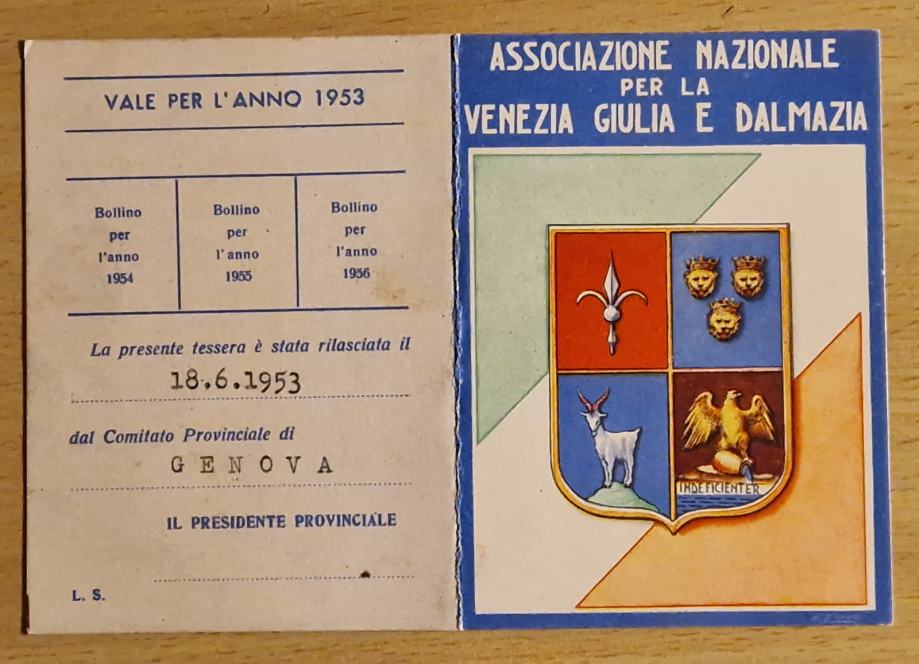 VALE PER L'ANNO 1953
Bollino
per
l'anno
1954
Bollino
per
l'anno
1955
Bollino
per
l'anno
1956
La presente tessera è stata rilasciata il
18.6.1953
dal Comitato Provinciale di
GENOVA
IL PRESIDENTE PROVINCIALE
L. S.
ASSOCIAZIONE NAZIONALE
PER LA
VENEZIA GIULIA E DALMAZIA
INDEFICIENTER